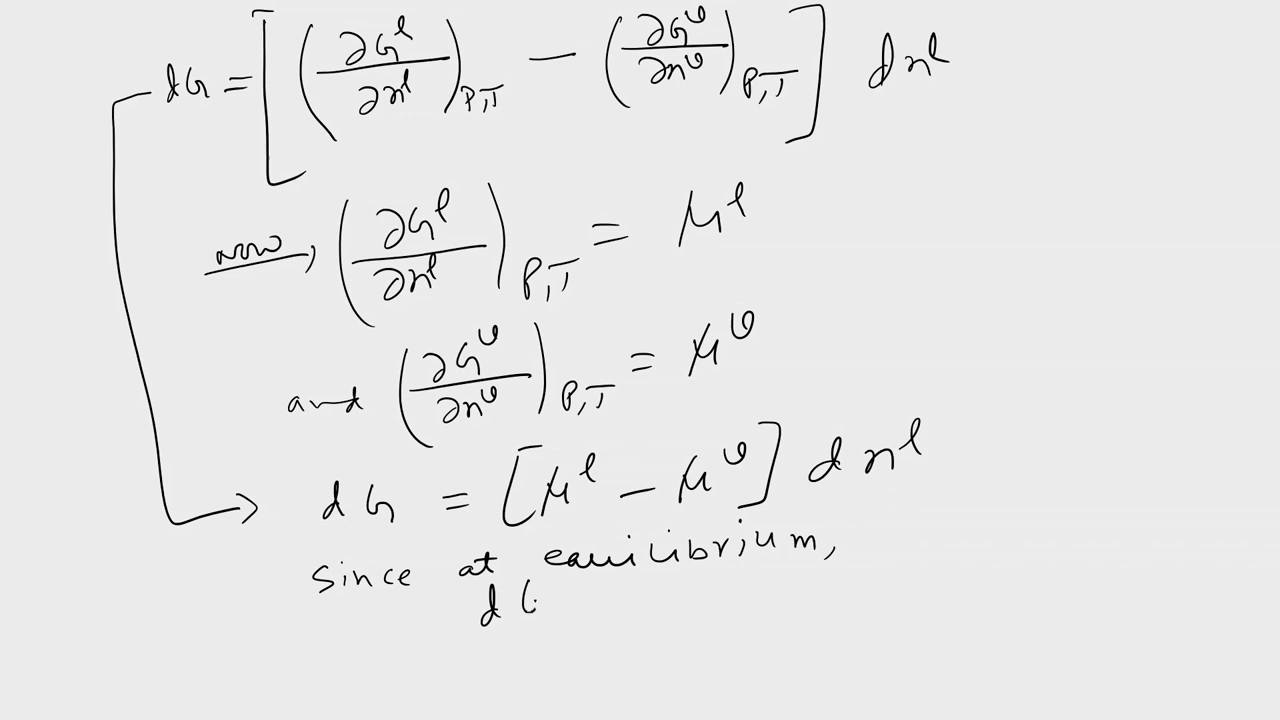 dG = [ (∂G^l/∂n^l)_{P,T} − (∂G^v/∂n^v)_{P,T} ] dn^l
now, (∂G^l/∂n^l)_{P,T} = μ^l
and (∂G^v/∂n^v)_{P,T} = μ^v
→ dG = [μ^l − μ^v] dn^l
since at equilibrium,
d(